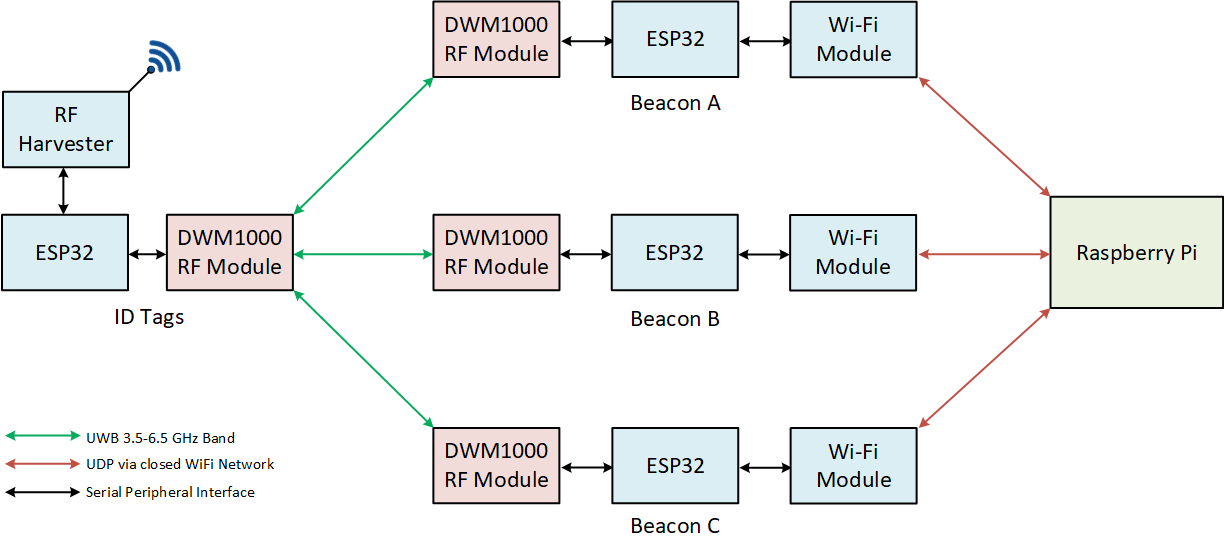 DWM1000
RF Module
ESP32
Wi-Fi
Module
Beacon A
RF
Harvester
ESP32
DWM1000
RF Module
ID Tags
DWM1000
RF Module
ESP32
Wi-Fi
Module
Beacon B
Raspberry Pi
DWM1000
RF Module
ESP32
Wi-Fi
Module
Beacon C
UWB 3.5-6.5 GHz Band
UDP via closed WiFi Network
Serial Peripheral Interface